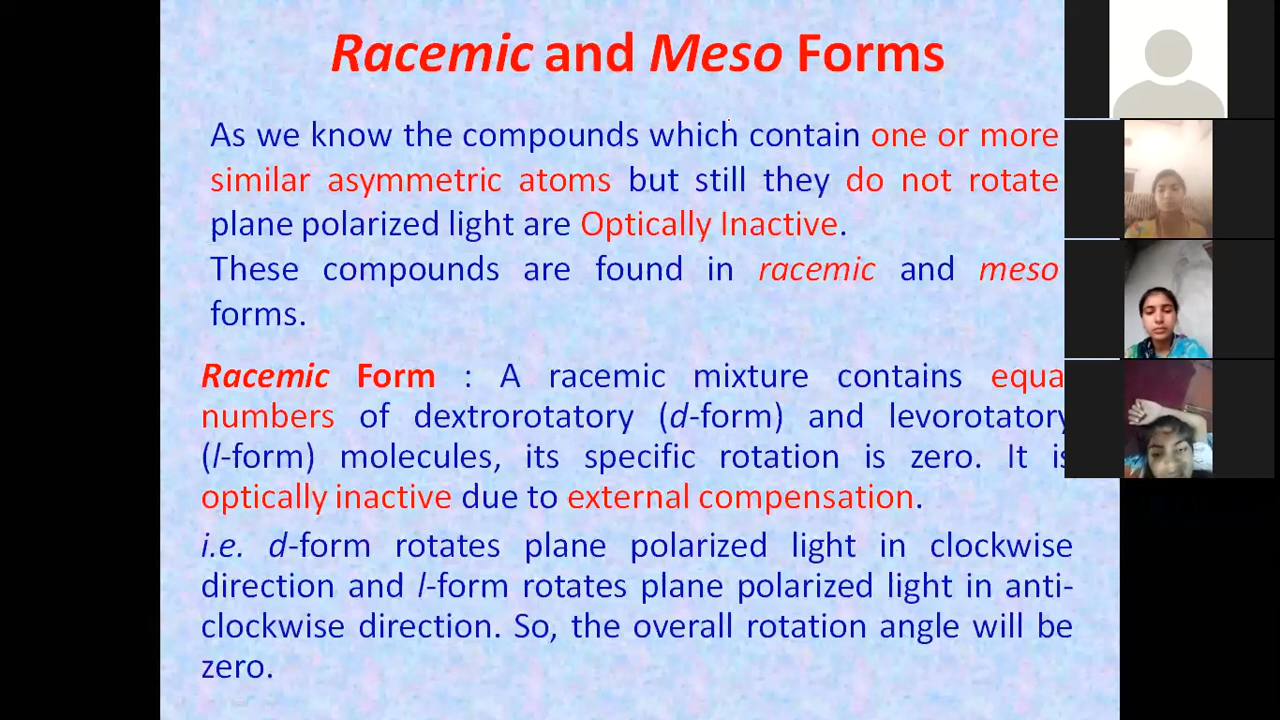 Racemic and Meso Forms
As we know the compounds which contain one or more
similar asymmetric atoms but still they do not rotate
plane polarized light are Optically Inactive.
These compounds are found in racemic and meso
forms.
Racemic Form : A racemic mixture contains equa
numbers of dextrorotatory (d-form) and levorotatory
(l-form) molecules, its specific rotation is zero. It is
optically inactive due to external compensation.
i.e. d-form rotates plane polarized light in clockwise
direction and l-form rotates plane polarized light in anti-
clockwise direction. So, the overall rotation angle will be
zero.